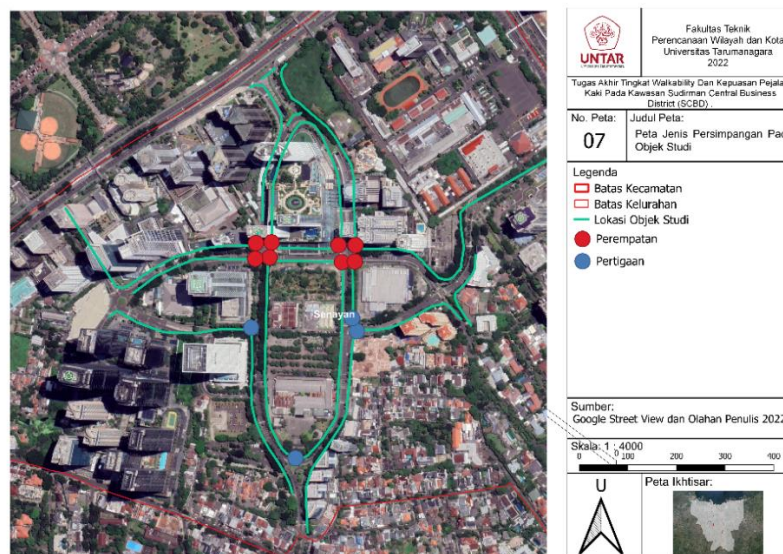 Senayan
UNTAR
Fakultas Teknik
Perencanaan Wilayah dan Kota
Universitas Tarumanagara
2022
Tugas Akhir Tingkat Walkability Dan Kepuasan Pejala
Kaki Pada Kawasan Sudirman Central Business
District (SCBD) .
No. Peta:
07
Judul Peta:
Peta Jenis Persimpangan Pad
Objek Studi
Legenda
Batas Kecamatan
Batas Kelurahan
Lokasi Objek Studi
Perempatan
Pertigaan
Sumber:
Google Street View dan Olahan Penulis 2022
Skala: 1 : 4000
0 100 200 300 400
U
Peta Ikhtisar: